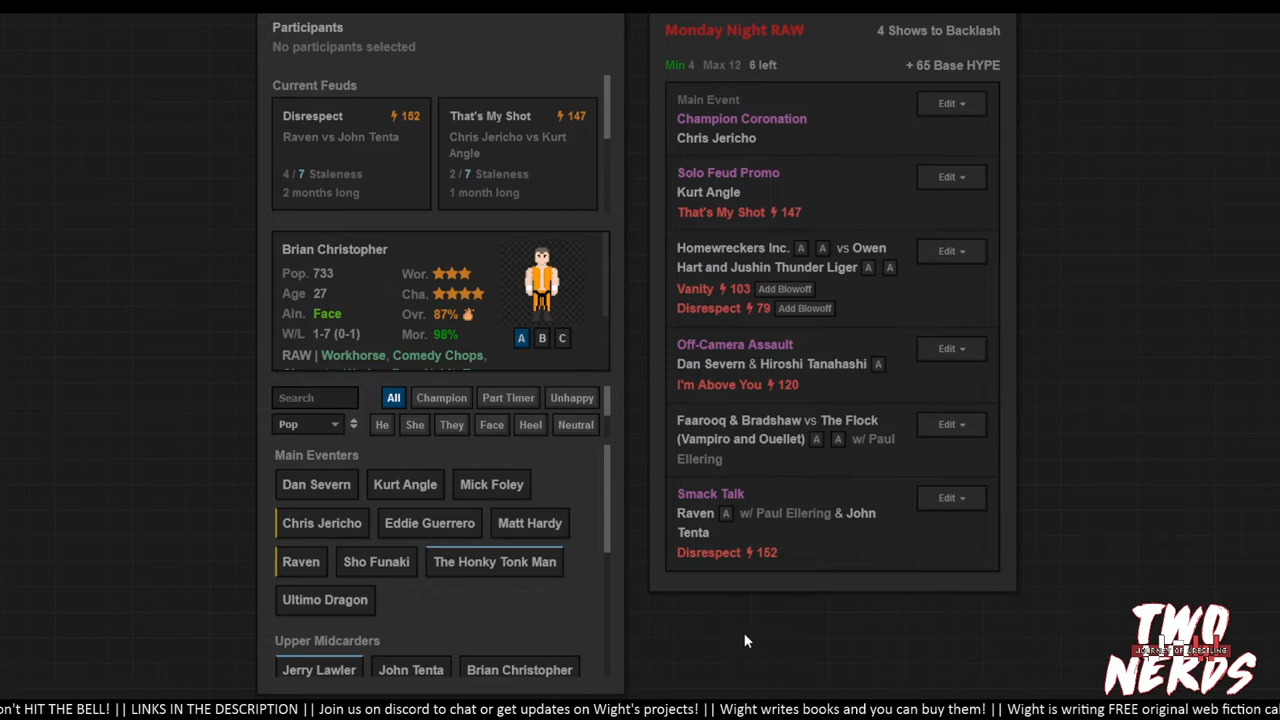 Participants
No participants selected
Current Feuds
Disrespect 152
Raven vs John Tenta
4 / 7 Staleness
2 months long
That's My Shot 147
Chris Jericho vs Kurt
Angle
2 / 7 Staleness
1 month long
Brian Christopher
Pop. 733
Age 27
Aln. Face
W/L 1-7 (0-1)
Wor.
Cha.
Ovr. 87%
Mor. 98%
A B C
RAW | Workhorse, Comedy Chops,
Search
All Champion Part Timer Unhappy
Pop He She They Face Heel Neutral
Main Eventers
Dan Severn Kurt Angle Mick Foley
Chris Jericho Eddie Guerrero Matt Hardy
Raven Sho Funaki The Honky Tonk Man
Ultimo Dragon
Upper Midcarders
Jerry Lawler John Tenta Brian Christopher
Monday Night RAW 4 Shows to Backlash
Min 4 Max 12 6 left + 65 Base HYPE
Main Event Edit
Champion Coronation
Chris Jericho
Solo Feud Promo Edit
Kurt Angle
That's My Shot 147
Homewreckers Inc. A A vs Owen Edit
Hart and Jushin Thunder Liger A A
Vanity 103 Add Blowoff
Disrespect 79 Add Blowoff
Off-Camera Assault Edit
Dan Severn & Hiroshi Tanahashi A
I'm Above You 120
Faarooq & Bradshaw vs The Flock Edit
(Vampiro and Ouellet) A A w/ Paul
Ellering
Smack Talk Edit
Raven A w/ Paul Ellering & John
Tenta
Disrespect 152
TWO
JOURNEY OF WRESTLING
NERDS
on't HIT THE BELL! || LINKS IN THE DESCRIPTION || Join us on discord to chat or get updates on Wight's projects! || Wight writes books and you can buy them! || Wight is writing FREE original web fiction ca